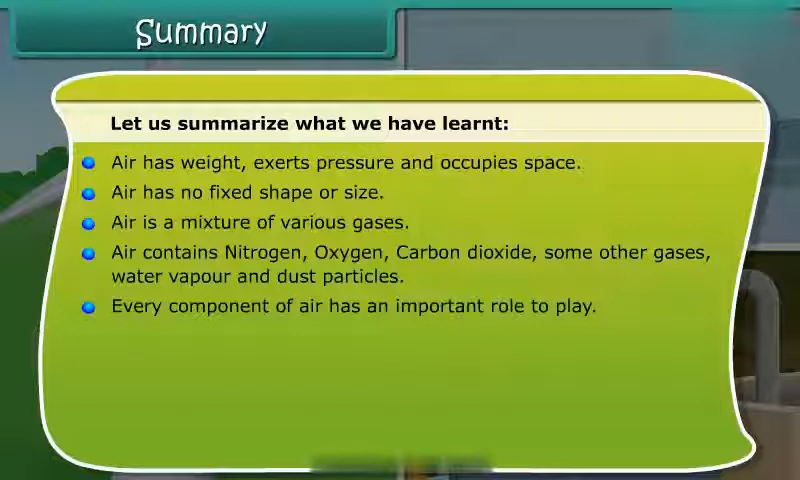 Summary
Let us summarize what we have learnt:
Air has weight, exerts pressure and occupies space.
Air has no fixed shape or size.
Air is a mixture of various gases.
Air contains Nitrogen, Oxygen, Carbon dioxide, some other gases,
water vapour and dust particles.
Every component of air has an important role to play.